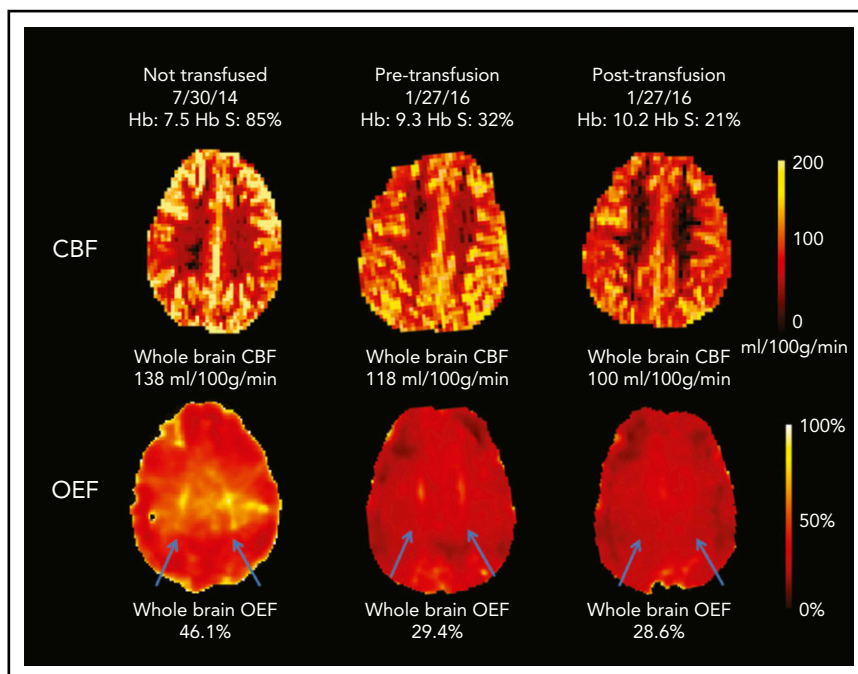 Not transfused
7/30/14
Hb: 7.5 Hb S: 85%
Pre-transfusion
1/27/16
Hb: 9.3 Hb S: 32%
Post-transfusion
1/27/16
Hb: 10.2 Hb S: 21%
CBF
200
100
0
ml/100g/min
Whole brain CBF
138 ml/100g/min
Whole brain CBF
118 ml/100g/min
Whole brain CBF
100 ml/100g/min
OEF
100%
50%
0%
Whole brain OEF
46.1%
Whole brain OEF
29.4%
Whole brain OEF
28.6%